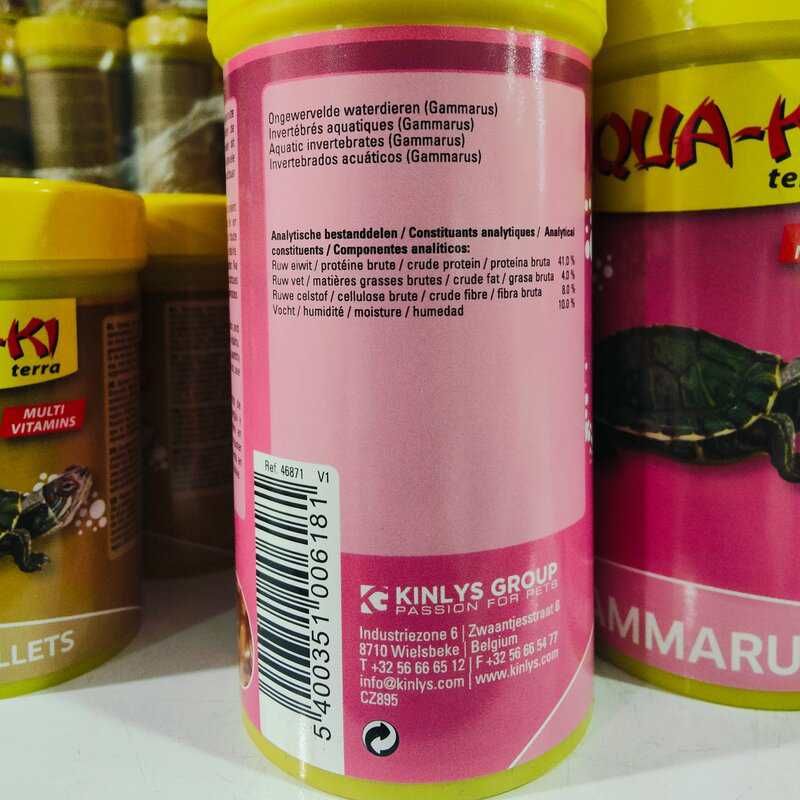 Ongewervelde waterdieren (Gammarus)
Invertébrés aquatiques (Gammarus)
Aquatic invertebrates (Gammarus)
Invertebrados acuáticos (Gammarus)
Analytische bestanddelen / Constituants analytiques / Analytical
constituents / Componentes analíticos:
Ruw eiwit / protéine brute / crude protein / proteína bruta 41.0 %
Ruw vet / matières grasses brutes / crude fat / grasa bruta 4.0 %
Ruwe celstof / cellulose brute / crude fibre / fibra bruta 8.0 %
Vocht / humidité / moisture / humedad 10.0 %
Ref. 46871 V1
5 400351 006181
KINLYS GROUP
PASSION FOR PETS
Industriezone 6 | Zwaantjesstraat 8
8710 Wielsbeke | Belgium
T +32 56 66 65 12 | F +32 56 66 54 77
info@kinlys.com | www.kinlys.com
CZ895
-KI
terra
MULTI
VITAMINS
LLETS
QUA-K
ter
AMMARU